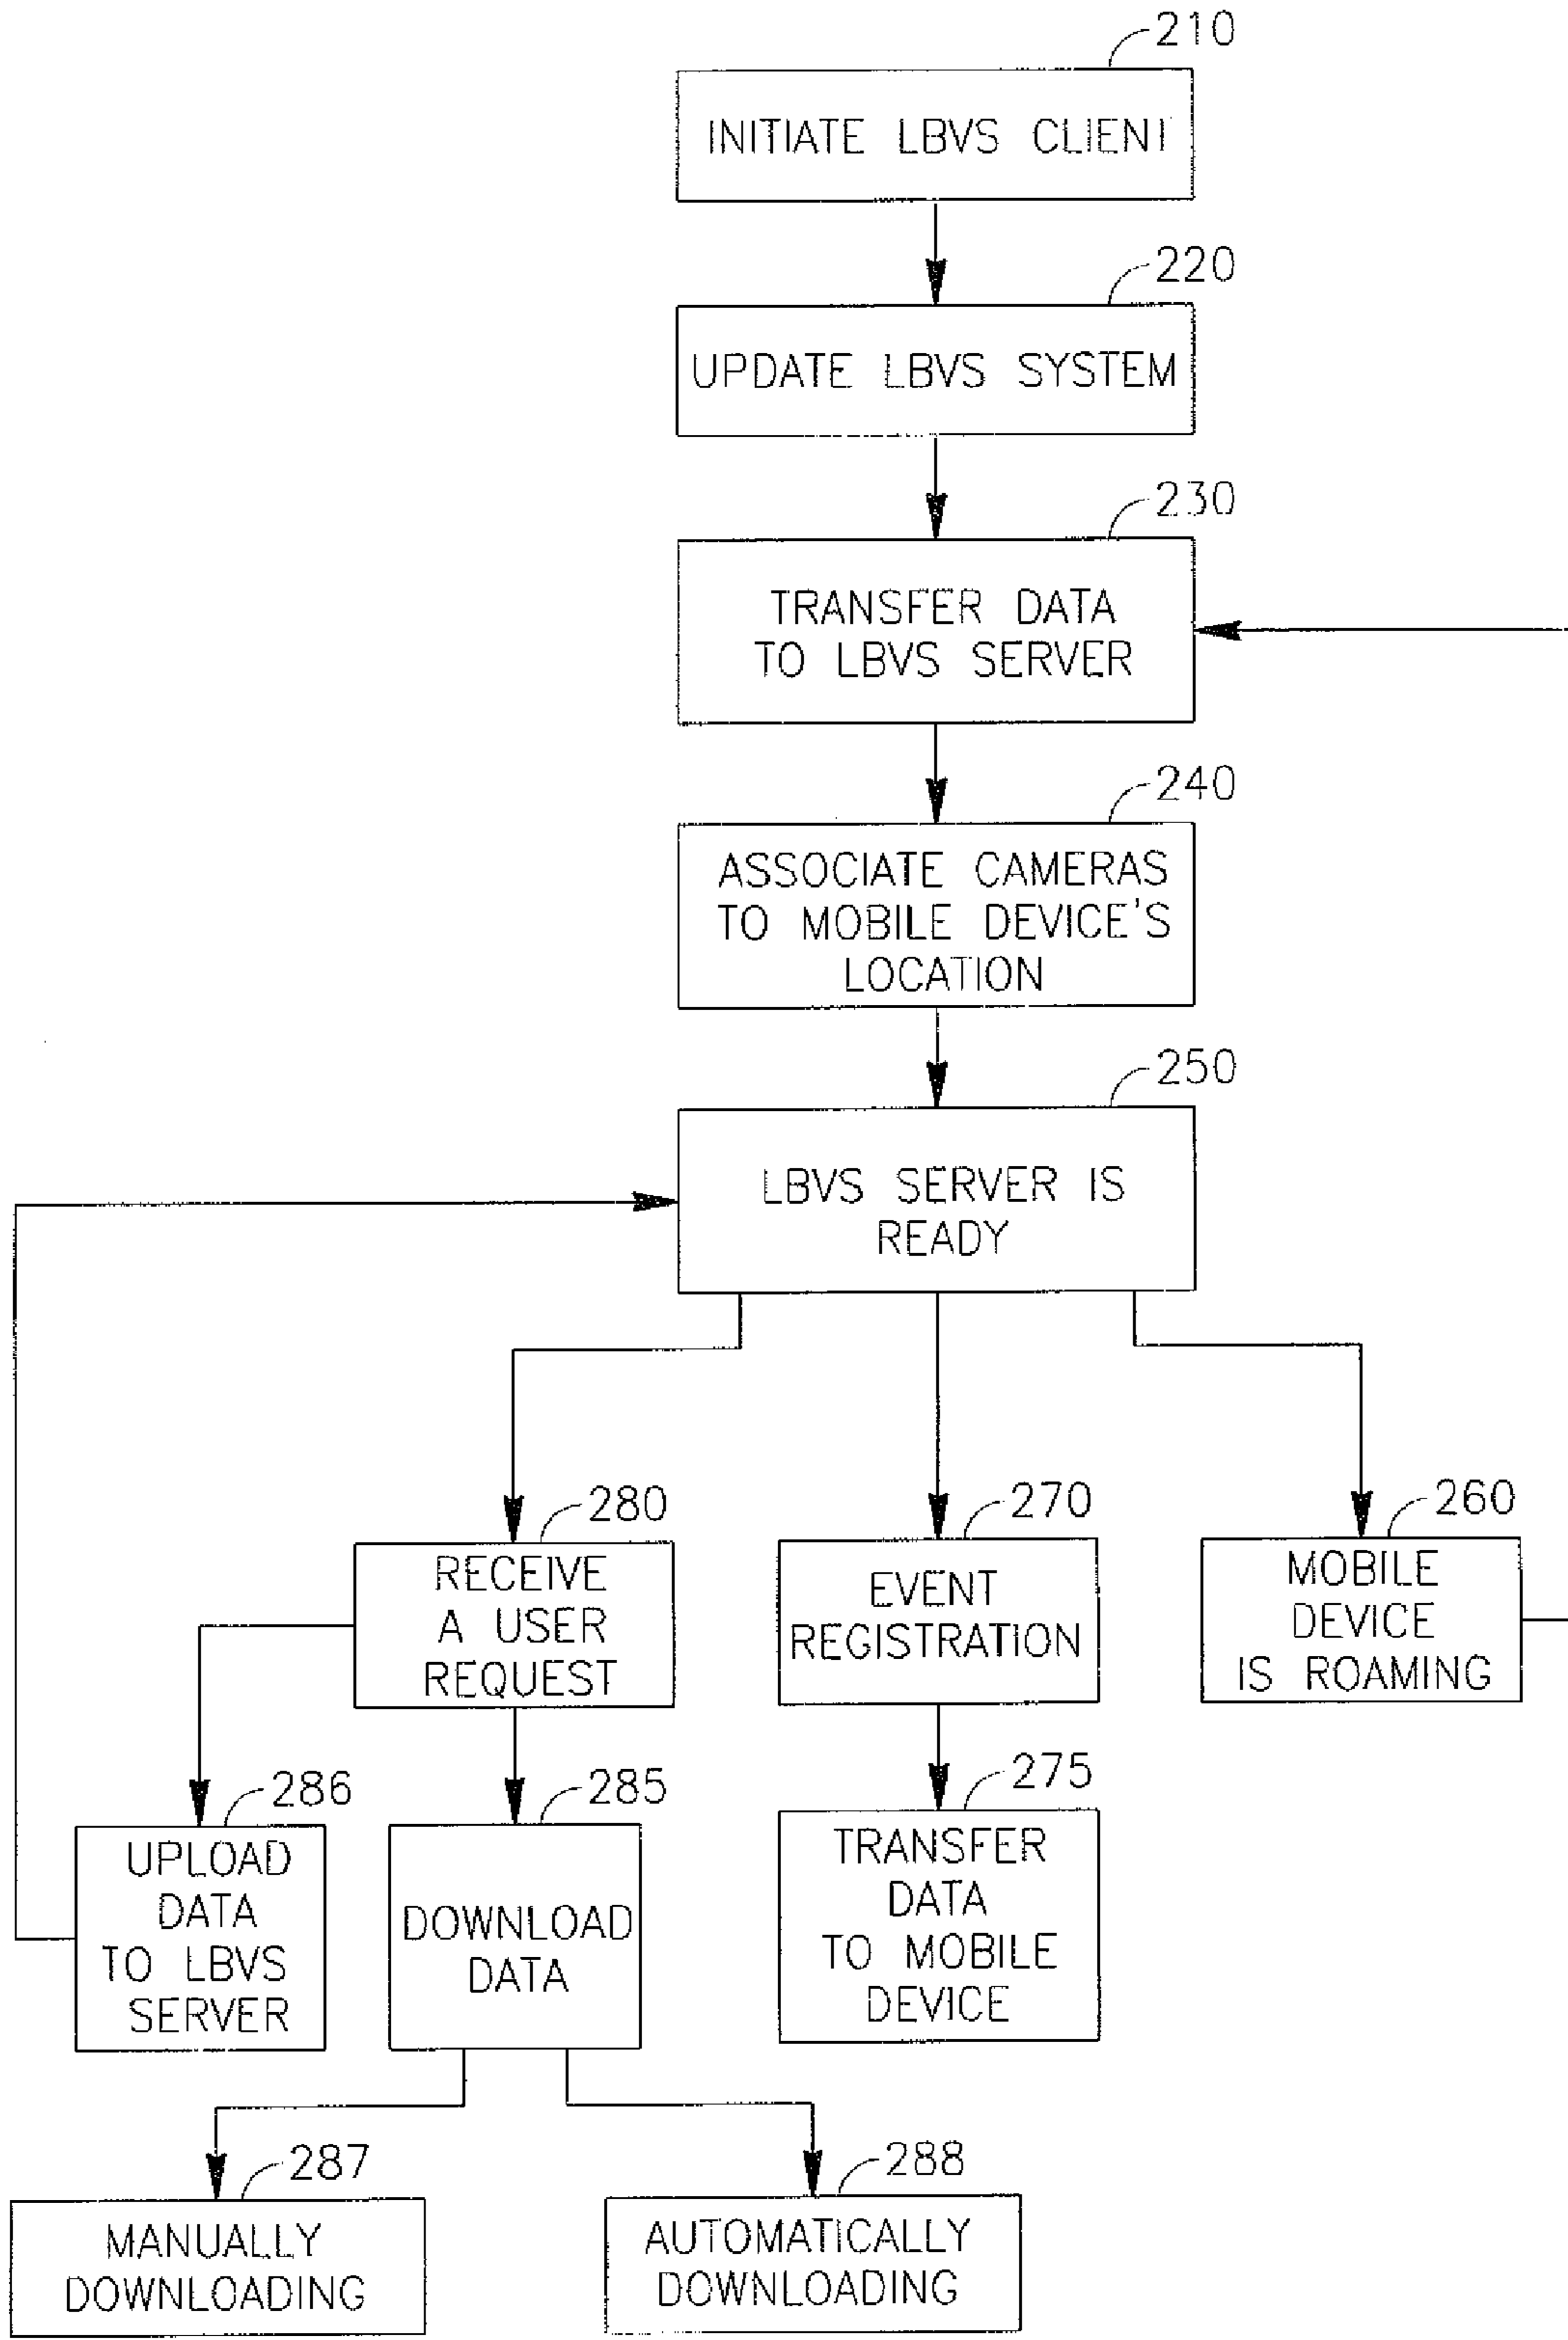 210
INITIATE LBVS CLIENT
220
UPDATE LBVS SYSTEM
230
TRANSFER DATA
TO LBVS SERVER
240
ASSOCIATE CAMERAS
TO MOBILE DEVICE'S
LOCATION
250
LBVS SERVER IS
READY
280
RECEIVE
A USER
REQUEST
270
EVENT
REGISTRATION
260
MOBILE
DEVICE
IS ROAMING
286
UPLOAD
DATA
TO LBVS
SERVER
285
DOWNLOAD
DATA
275
TRANSFER
DATA
TO MOBILE
DEVICE
287
MANUALLY
DOWNLOADING
288
AUTOMATICALLY
DOWNLOADING